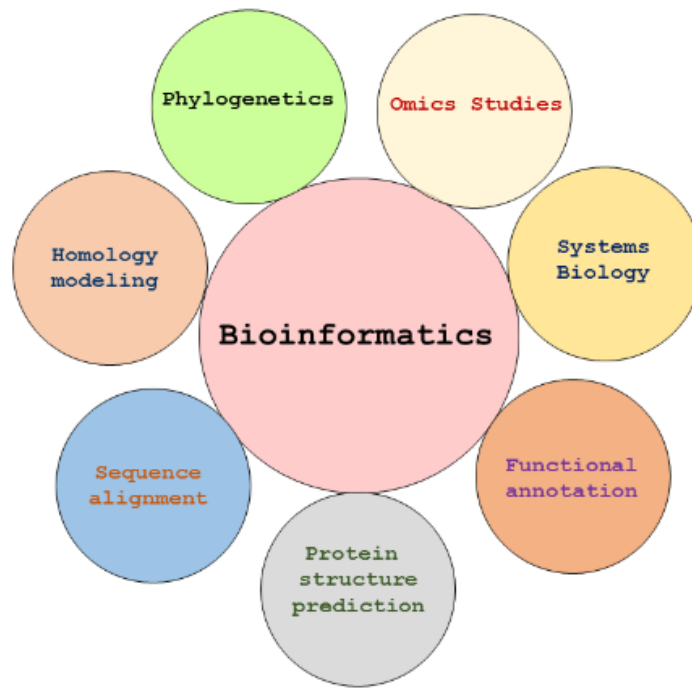 Phylogenetics
Omics Studies
Homology
modeling
Systems
Biology
Bioinformatics
Sequence
alignment
Functional
annotation
Protein
structure
prediction